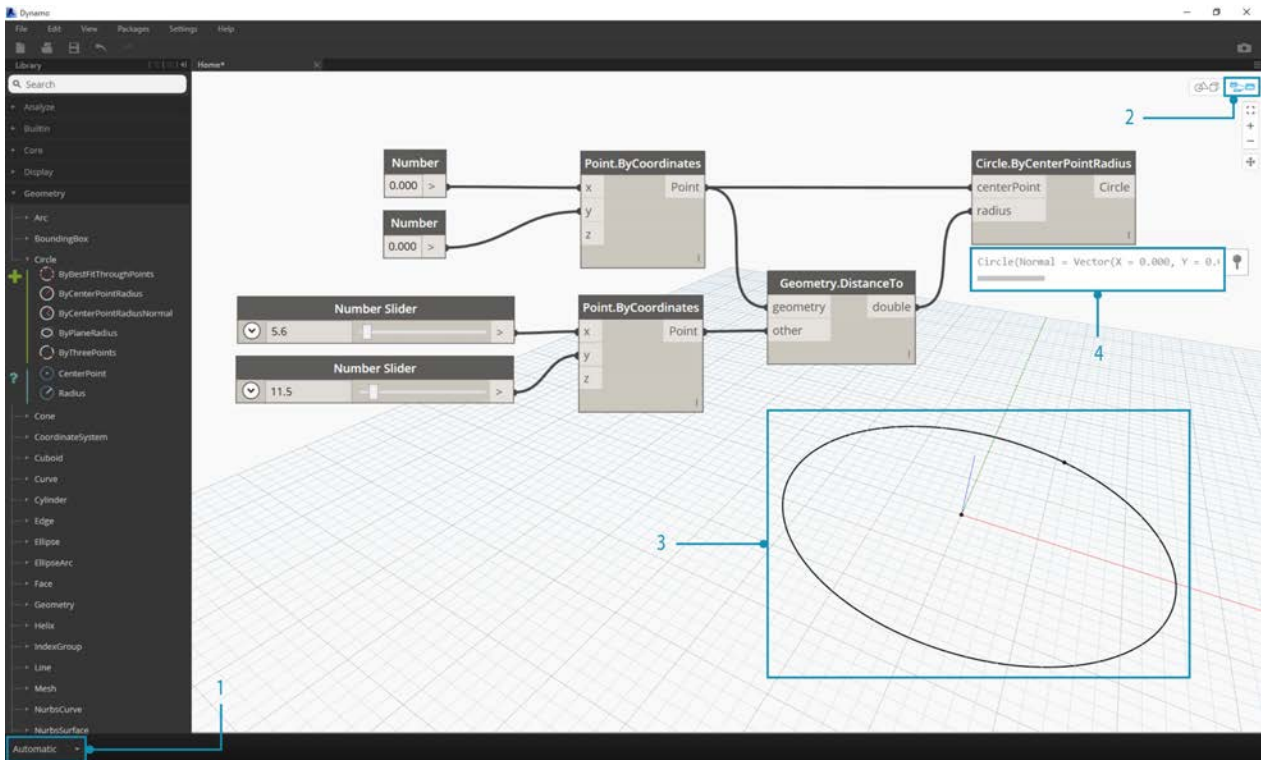 Dynamo
File Edit View Packages Settings Help
Library
Home*
Search
Analyze
BuiltIn
Core
Display
Geometry
Arc
BoundingBox
Circle
ByBestFitThroughPoints
ByCenterPointRadius
ByCenterPointRadiusNormal
ByPlaneRadius
ByThreePoints
?
CenterPoint
Radius
Cone
CoordinateSystem
Cuboid
Curve
Cylinder
Edge
Ellipse
EllipseArc
Face
Geometry
Helix
IndexGroup
Line
Mesh
NurbsCurve
NurbsSurface
Automatic
1
2
Number
0.000 >
Number
0.000 >
Point.ByCoordinates
x Point
y
z
Circle.ByCenterPointRadius
centerPoint Circle
radius
Circle(Normal = Vector(X = 0.000, Y = 0.
4
Geometry.DistanceTo
geometry double
other
Number Slider
5.6 >
Number Slider
11.5 >
Point.ByCoordinates
x Point
y
z
3